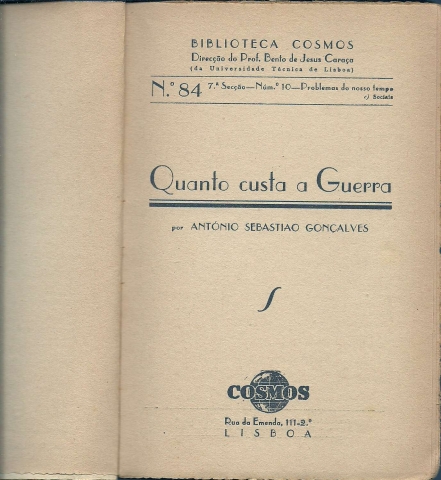 BIBLIOTECA COSMOS
Direcção do Prof. Bento de Jesus Caraça
(da Universidade Técnica de Lisboa)
N.º 84 7.ª Secção—Núm.º 10—Problemas do nosso tempo
c) Sociais
Quanto custa a Guerra
por ANTÓNIO SEBASTIAO GONÇALVES
COSMOS
Rua da Emenda, 111-2.º
LISBOA